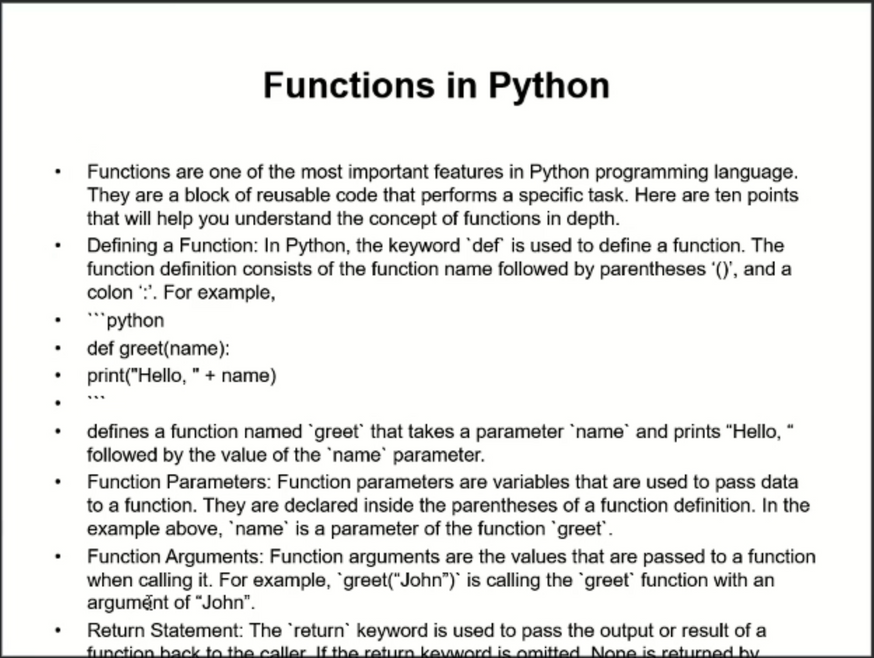 Functions in Python
• Functions are one of the most important features in Python programming language.
They are a block of reusable code that performs a specific task. Here are ten points
that will help you understand the concept of functions in depth.
• Defining a Function: In Python, the keyword `def` is used to define a function. The
function definition consists of the function name followed by parentheses ‘()’, and a
colon ‘:’. For example,
• ```python
• def greet(name):
• print("Hello, " + name)
• ```
• defines a function named `greet` that takes a parameter `name` and prints “Hello, “
followed by the value of the `name` parameter.
• Function Parameters: Function parameters are variables that are used to pass data
to a function. They are declared inside the parentheses of a function definition. In the
example above, `name` is a parameter of the function `greet`.
• Function Arguments: Function arguments are the values that are passed to a function
when calling it. For example, `greet(“John”)` is calling the `greet` function with an
argument of “John”.
• Return Statement: The `return` keyword is used to pass the output or result of a
function back to the caller. If the return keyword is omitted, None is returned by